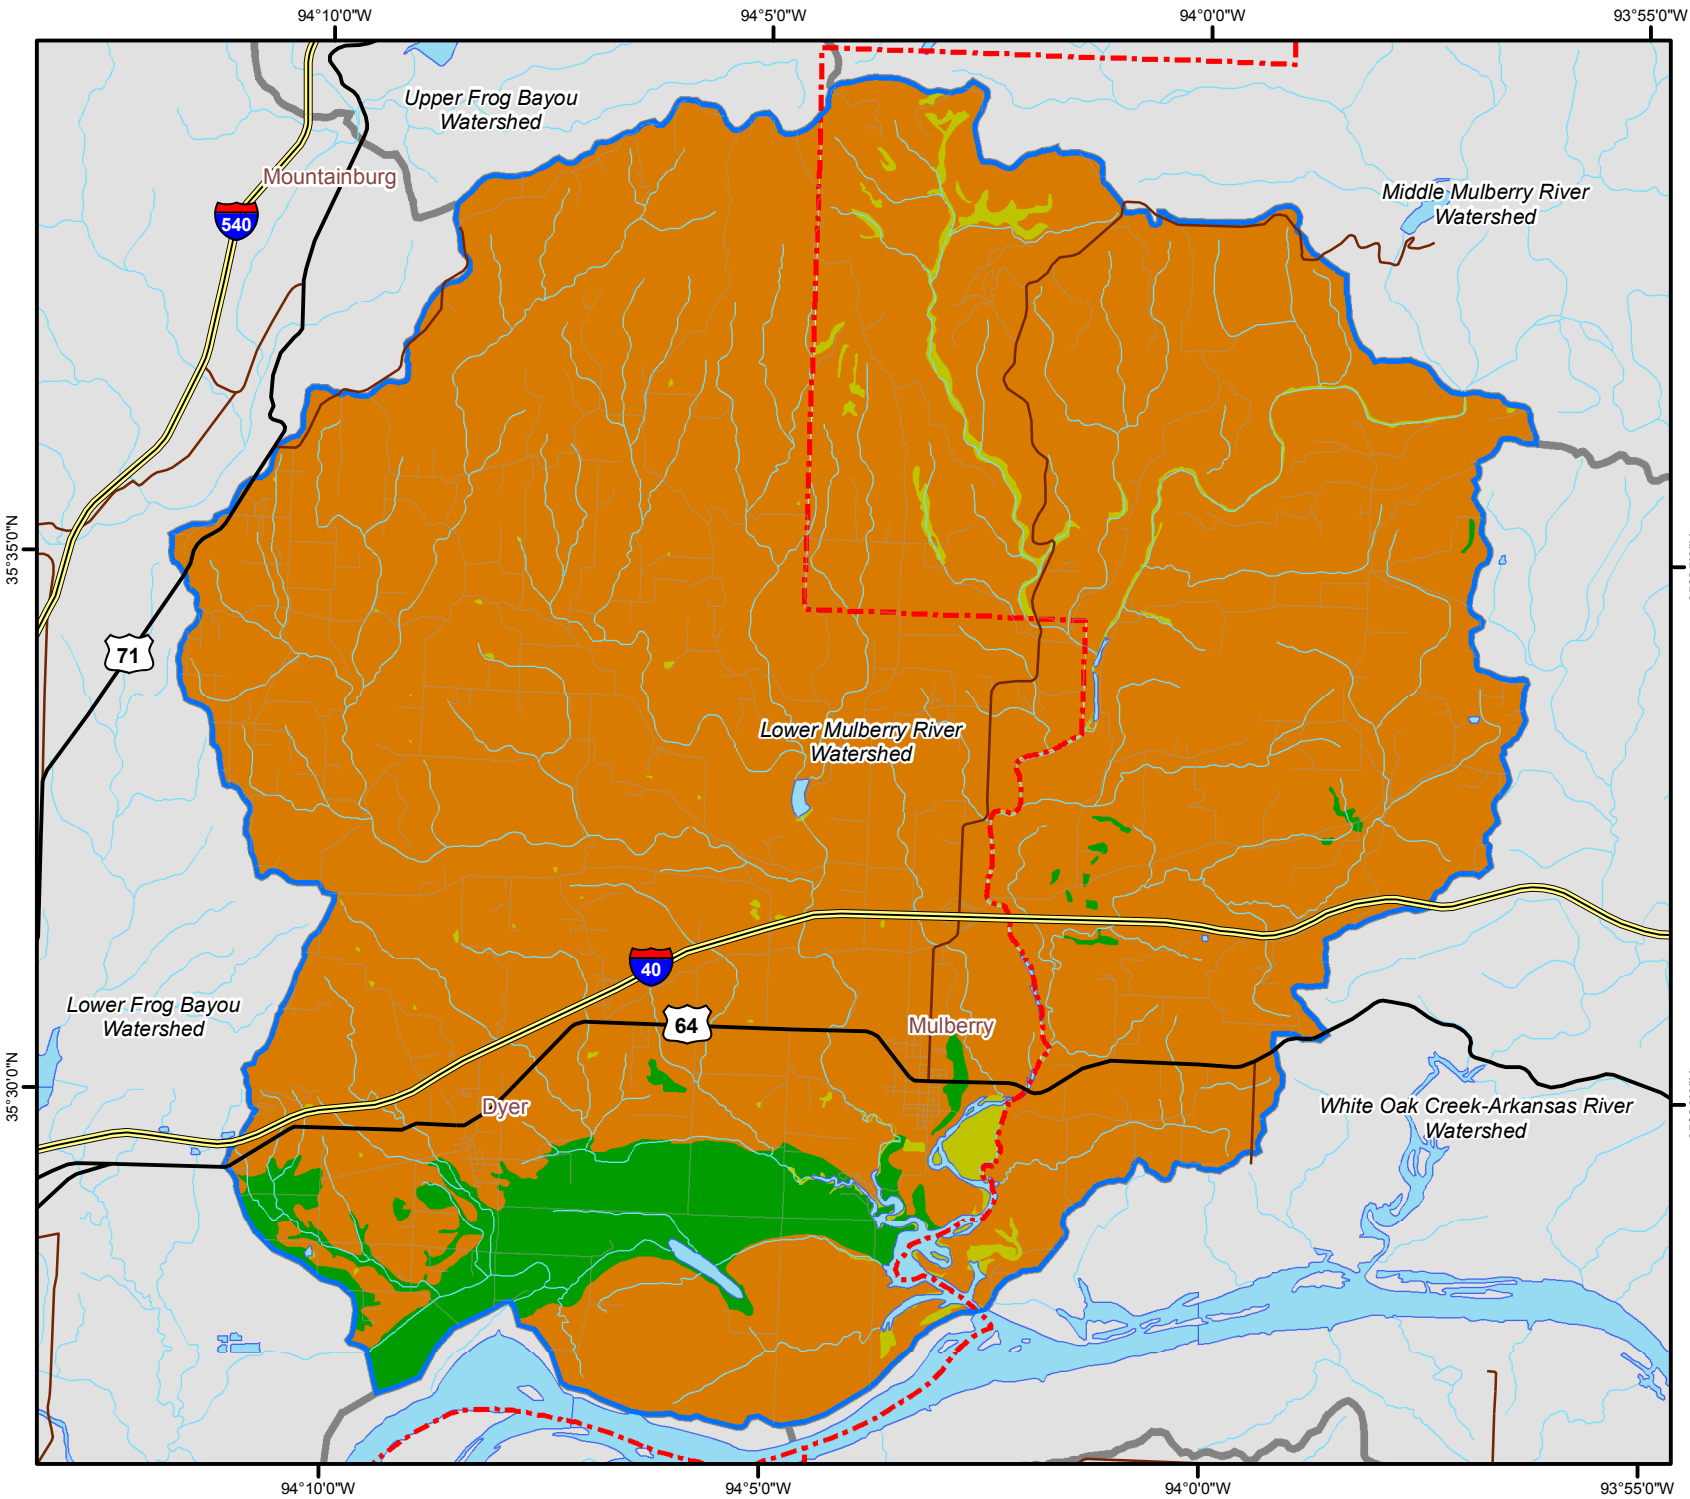 94°10'0"W
94°5'0"W
94°0'0"W
93°55'0"W
Upper Frog Bayou
Watershed
Mountainburg
Middle Mulberry River
Watershed
540
35°35'0"N
71
Lower Mulberry River
Watershed
40
Lower Frog Bayou
Watershed
64
Mulberry
35°30'0"N
Dyer
White Oak Creek-Arkansas River
Watershed
94°10'0"W
94°5'0"W
94°0'0"W
93°55'0"W